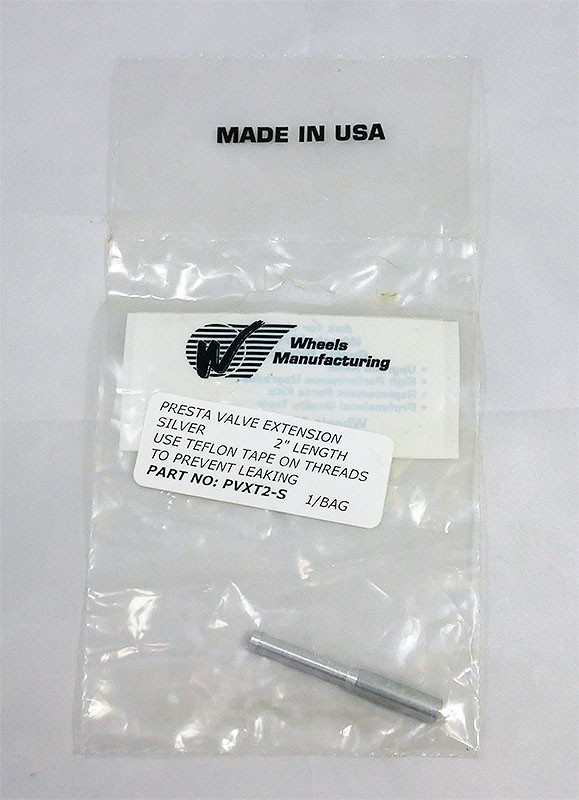 MADE IN USA
Wheels
Manufacturing
PRESTA VALVE EXTENSION
SILVER 2" LENGTH
USE TEFLON TAPE ON THREADS
TO PREVENT LEAKING
PART NO: PVXT2-S 1/BAG